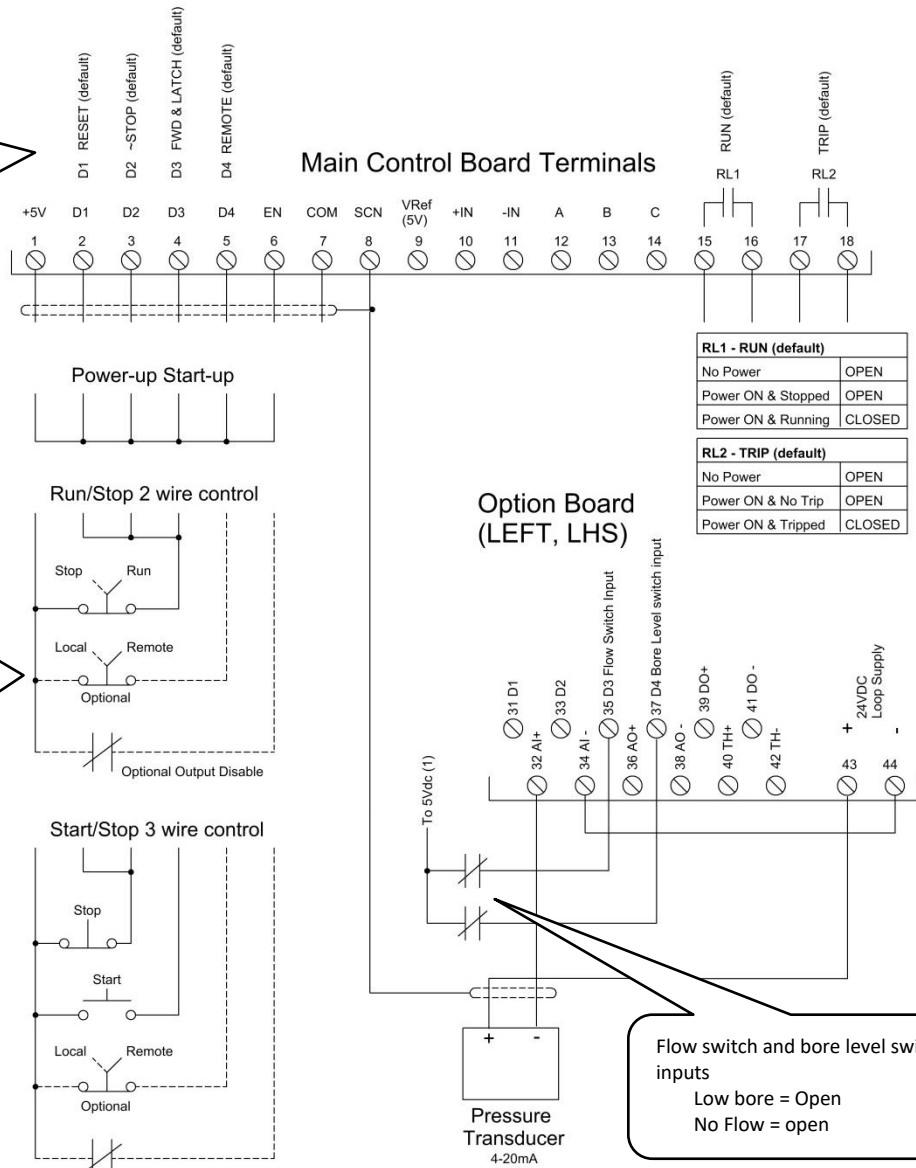 D1 RESET (default)
D2 ~STOP (default)
D3 FWD & LATCH (default)
D4 REMOTE (default)
RUN (default)
TRIP (default)
Main Control Board Terminals
RL1
RL2
+5V D1 D2 D3 D4 EN COM SCN VRef (5V) +IN -IN A B C
1 2 3 4 5 6 7 8 9 10 11 12 13 14 15 16 17 18
RL1 - RUN (default)
No Power OPEN
Power ON & Stopped OPEN
Power ON & Running CLOSED
RL2 - TRIP (default)
No Power OPEN
Power ON & No Trip OPEN
Power ON & Tripped CLOSED
Power-up Start-up
Run/Stop 2 wire control
Stop Run
Local Remote
Optional
Optional Output Disable
Option Board
(LEFT, LHS)
31 D1
33 D2
35 D3 Flow Switch Input
37 D4 Bore Level switch input
39 DO+
41 DO -
32 AI+
34 AI -
36 AO+
38 AO -
40 TH+
42 TH-
+ 24VDC -
Loop Supply
43 44
To 5Vdc (1)
Start/Stop 3 wire control
Stop
Start
Local Remote
Optional
+ -
Pressure
Transducer
4-20mA
Flow switch and bore level swi
inputs
Low bore = Open
No Flow = open